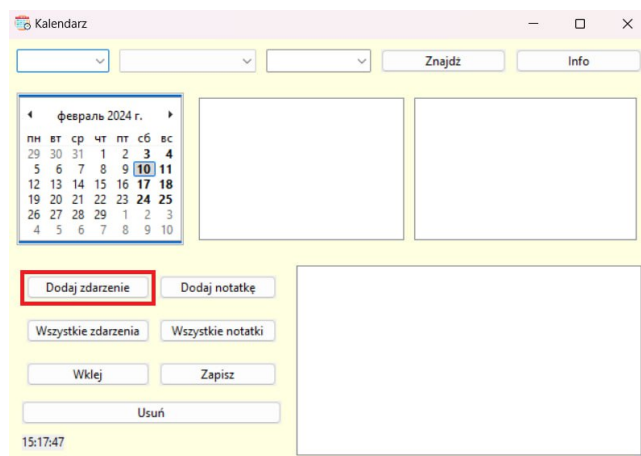 Kalendarz
Znajdź Info
февраль 2024 г.
пн вт ср чт пт сб вс
29 30 31 1 2 3 4
5 6 7 8 9 10 11
12 13 14 15 16 17 18
19 20 21 22 23 24 25
26 27 28 29 1 2 3
4 5 6 7 8 9 10
Dodaj zdarzenie Dodaj notatkę
Wszystkie zdarzenia Wszystkie notatki
Wklej Zapisz
Usuń
15:17:47